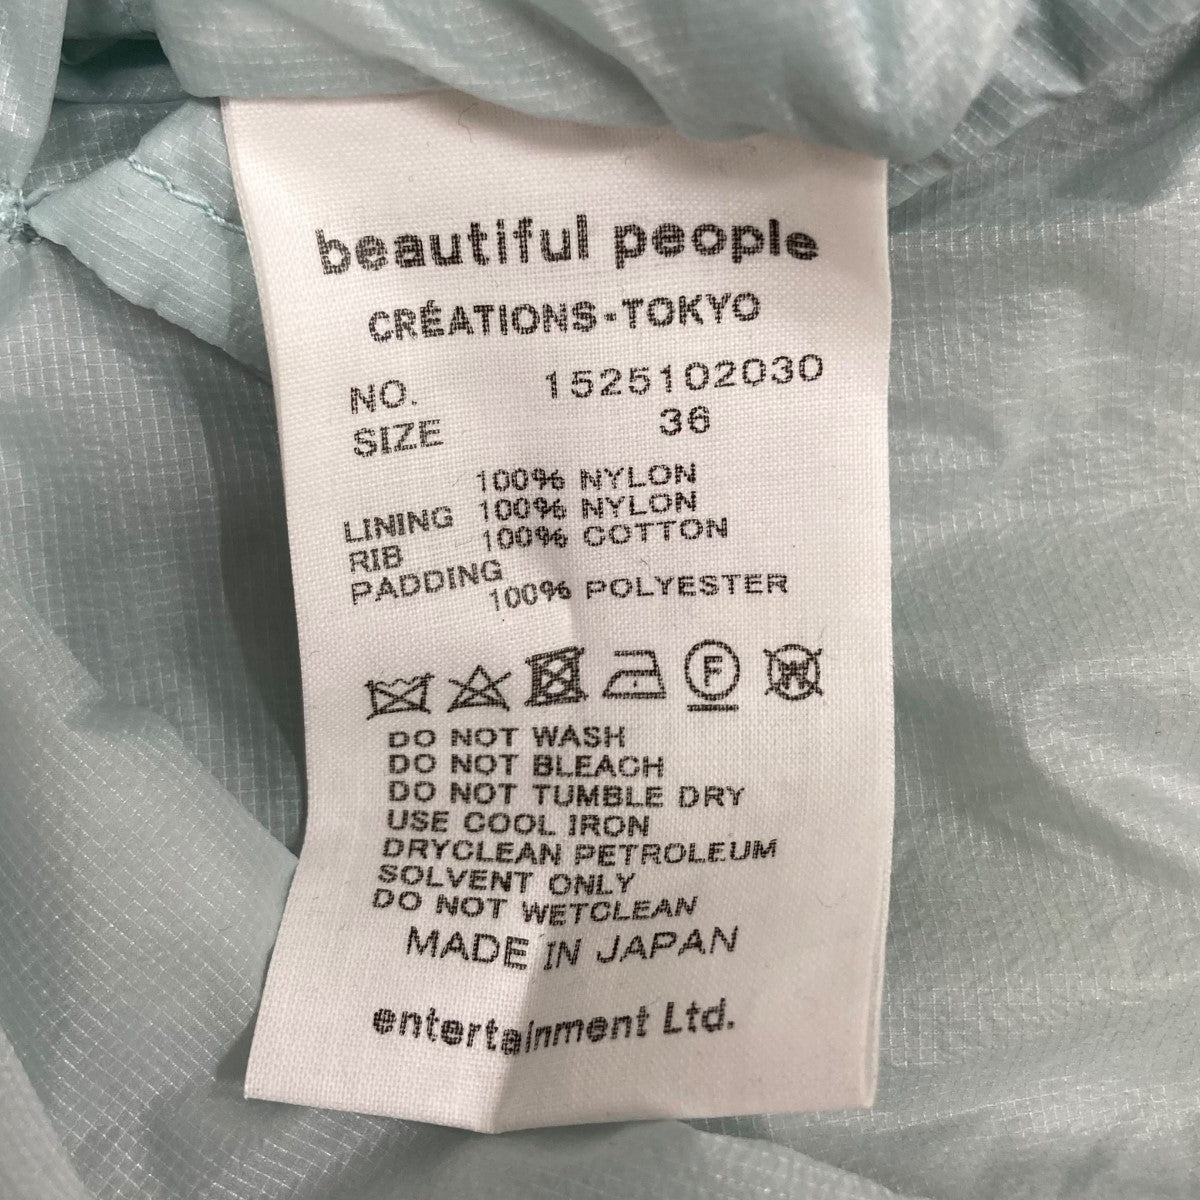 beautiful people
CRÉATIONS-TOKYO
NO. 1525102030
SIZE 36
100% NYLON
LINING 100% NYLON
RIB 100% COTTON
PADDING 100% POLYESTER
F
W
DO NOT WASH
DO NOT BLEACH
DO NOT TUMBLE DRY
USE COOL IRON
DRYCLEAN PETROLEUM
SOLVENT ONLY
DO NOT WETCLEAN
MADE IN JAPAN
entertainment Ltd.